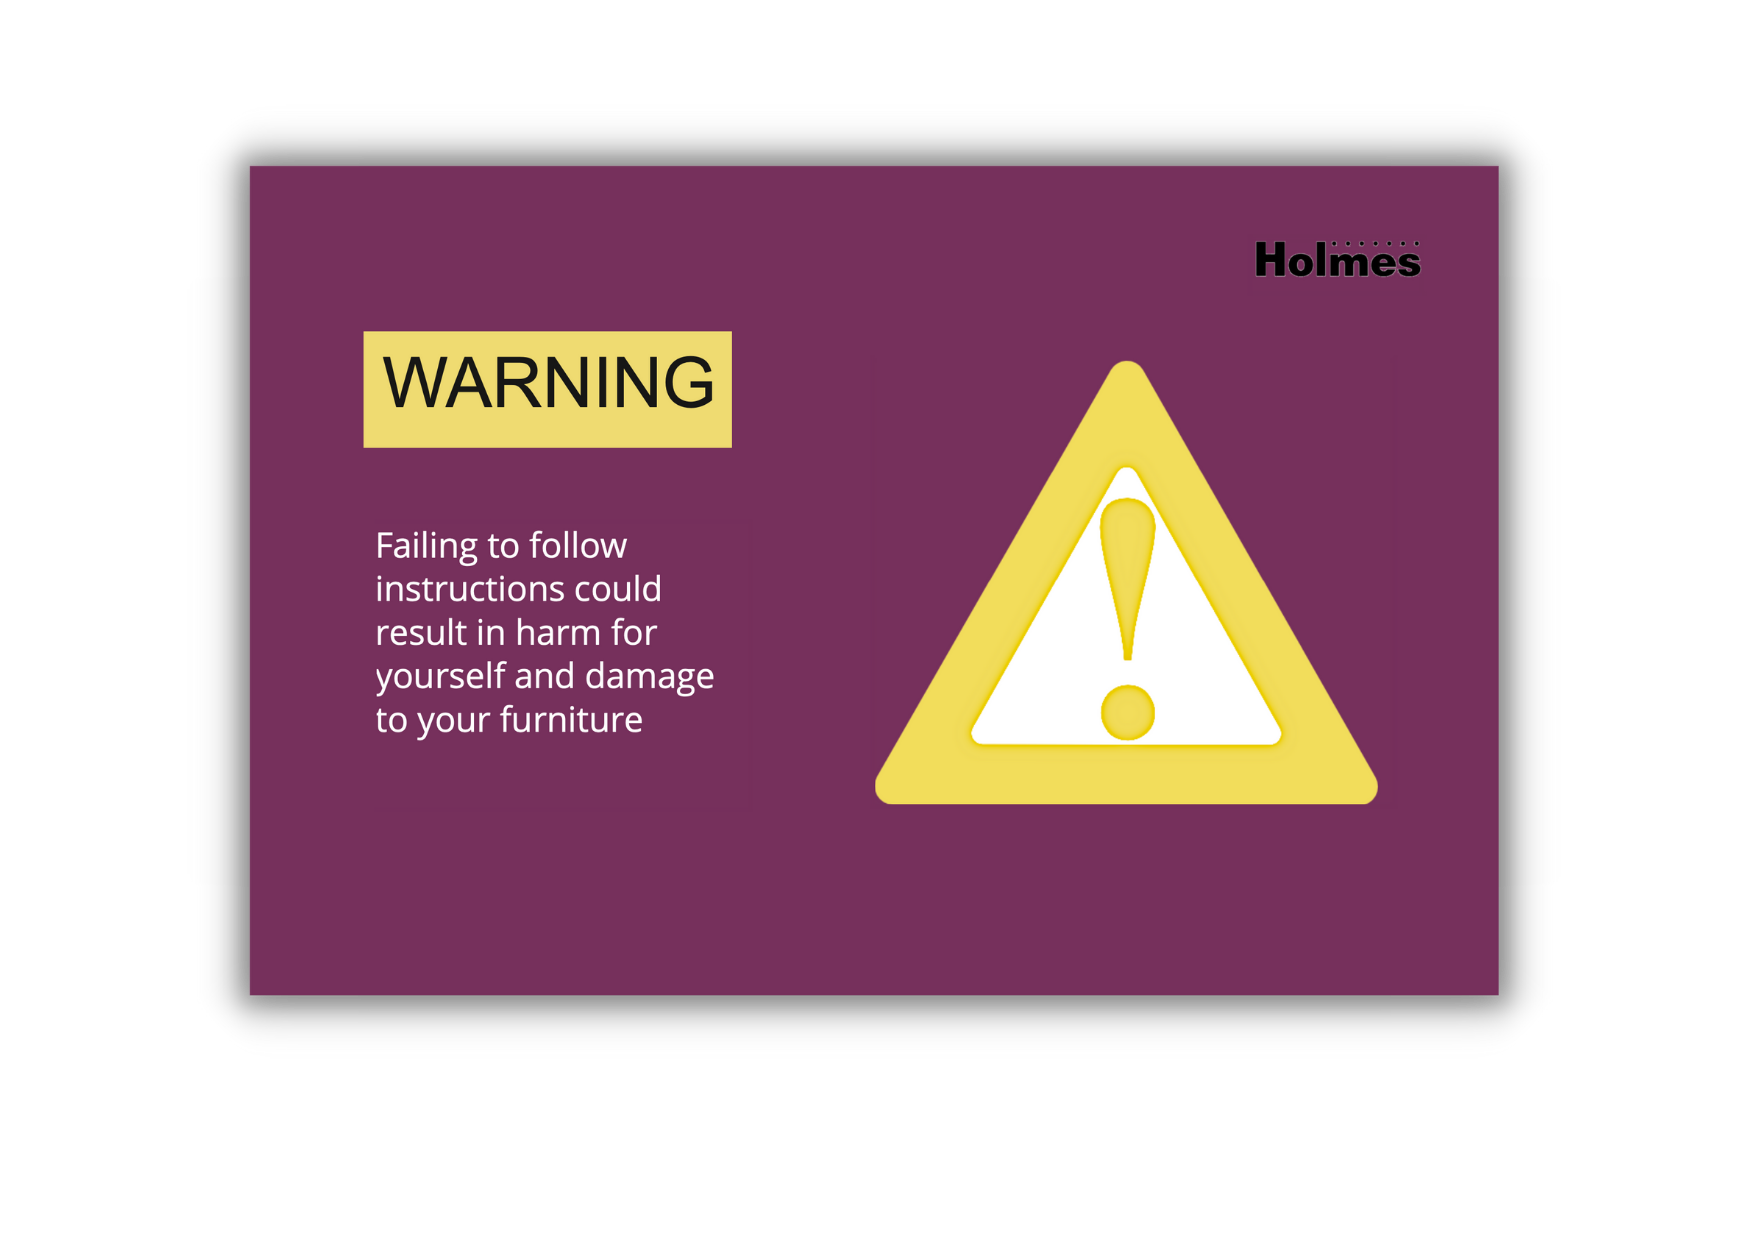 Holmes
WARNING
Failing to follow
instructions could
result in harm for
yourself and damage
to your furniture